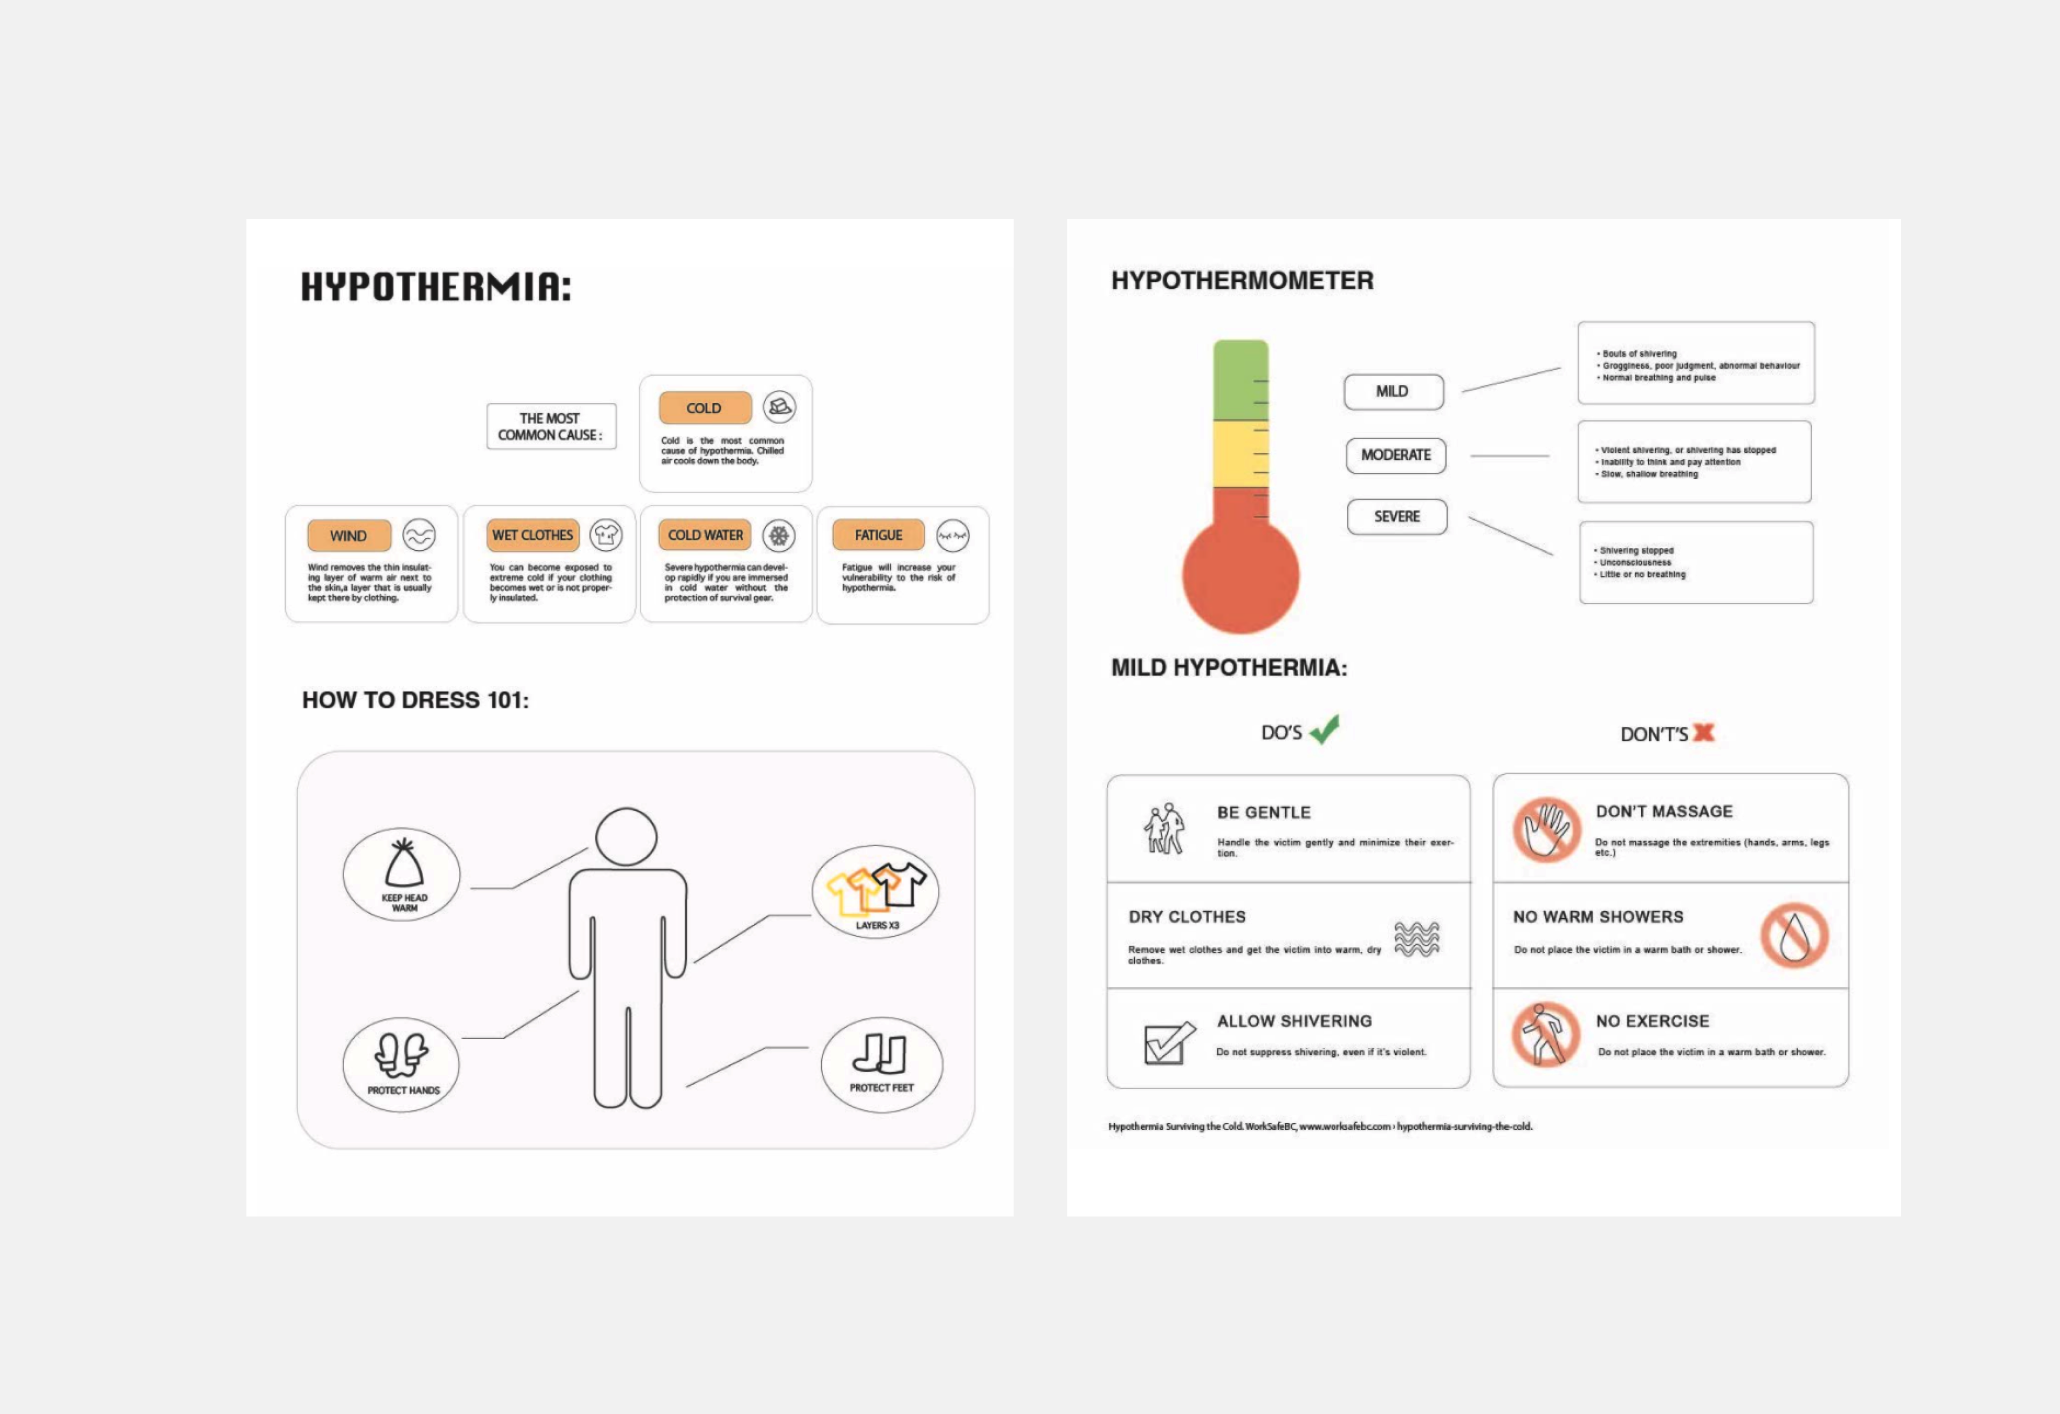 HYPOTHERMIA:
THE MOST
COMMON CAUSE :
COLD
Cold is the most common
cause of hypothermia. Chilled
air cools down the body.
WIND
Wind removes the thin insulat-
ing layer of warm air next to
the skin,a layer that is usually
kept there by clothing.
WET CLOTHES
You can become exposed to
extreme cold if your clothing
becomes wet or is not proper-
ly insulated.
COLD WATER
Severe hypothermia can devel-
op rapidly if you are immersed
in cold water without the
protection of survival gear.
FATIGUE
Fatigue will increase your
vulnerability to the risk of
hypothermia.
HOW TO DRESS 101:
KEEP HEAD
WARM
LAYERS X3
PROTECT HANDS
PROTECT FEET
HYPOTHERMOMETER
MILD
• Bouts of shivering
• Grogginess, poor judgment, abnormal behaviour
• Normal breathing and pulse
MODERATE
• Violent shivering, or shivering has stopped
• Inability to think and pay attention
• Slow, shallow breathing
SEVERE
• Shivering stopped
• Unconsciousness
• Little or no breathing
MILD HYPOTHERMIA:
DO'S
BE GENTLE
Handle the victim gently and minimize their exer-
tion.
DRY CLOTHES
Remove wet clothes and get the victim into warm, dry
clothes.
ALLOW SHIVERING
Do not suppress shivering, even if it's violent.
DON'T'S
DON'T MASSAGE
Do not massage the extremities (hands, arms, legs
etc.)
NO WARM SHOWERS
Do not place the victim in a warm bath or shower.
NO EXERCISE
Do not place the victim in a warm bath or shower.
Hypothermia Surviving the Cold. WorkSafeBC, www.worksafebc.com › hypothermia-surviving-the-cold.